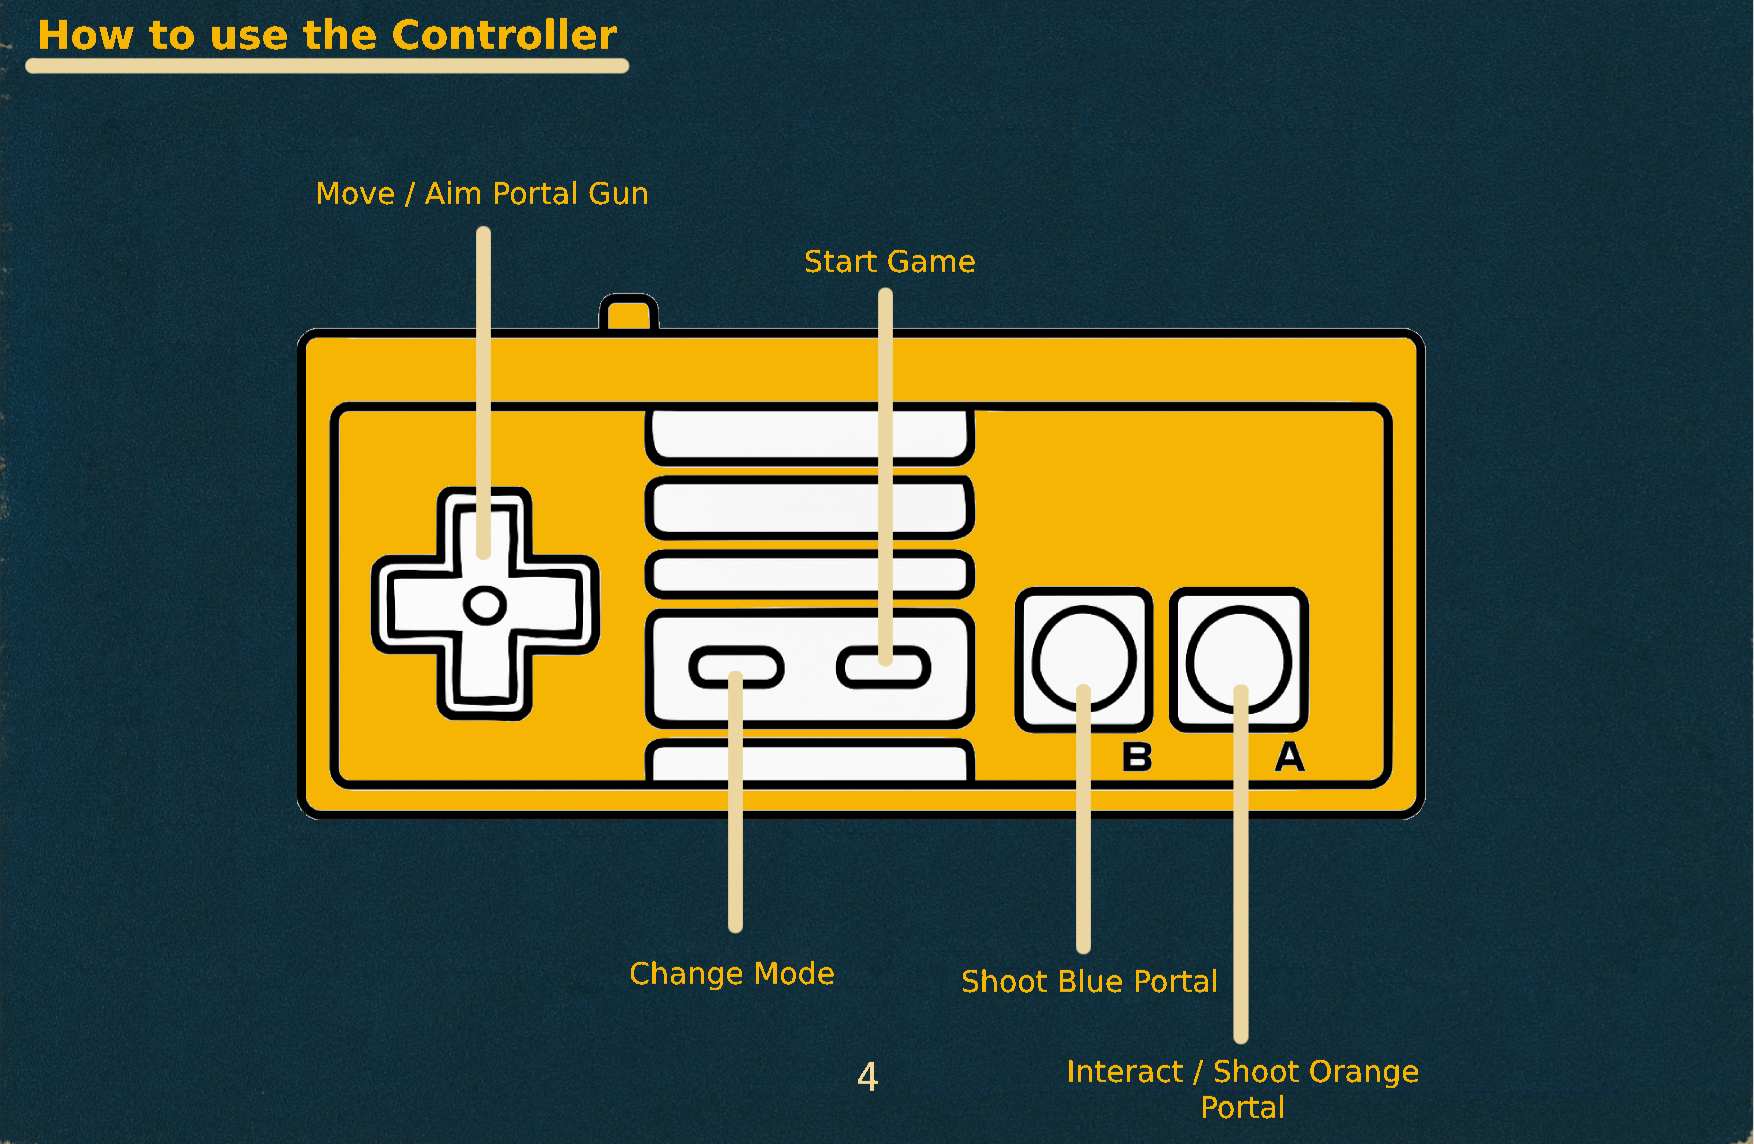 How to use the Controller
Move / Aim Portal Gun
Start Game
B
A
Change Mode
Shoot Blue Portal
Interact / Shoot Orange
Portal
4